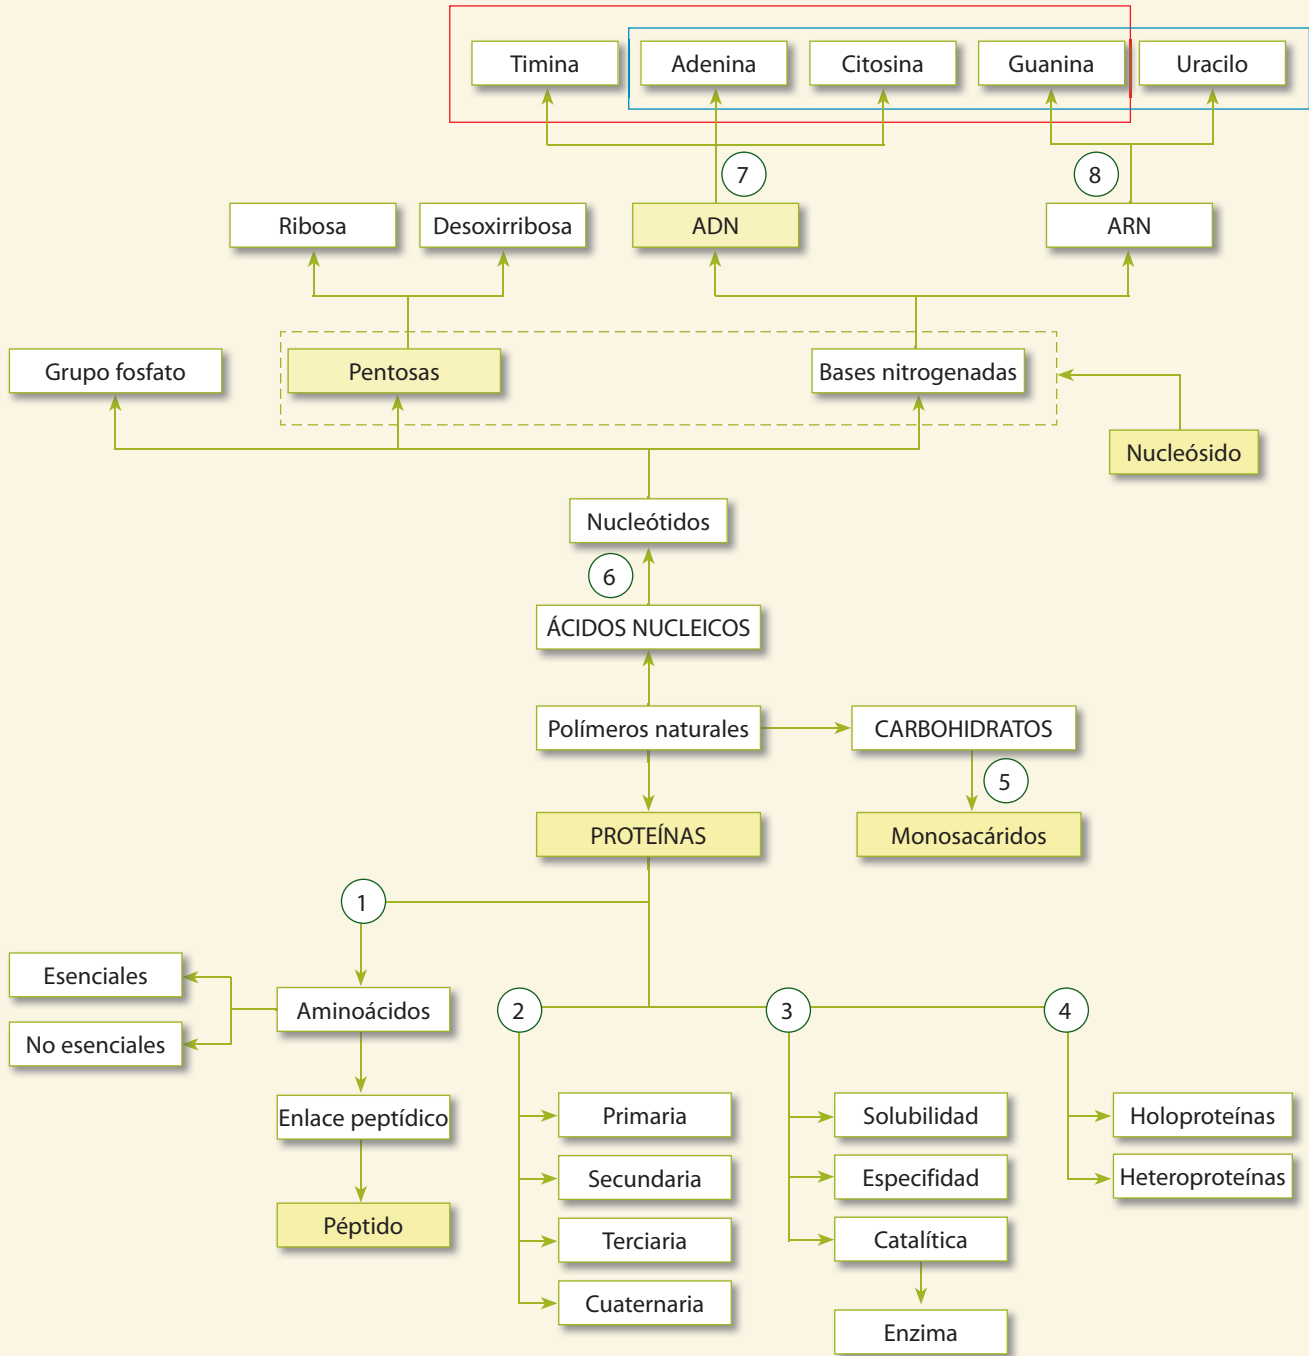 Timina
Adenina
Citosina
Guanina
Uracilo
7
8
Ribosa
Desoxirribosa
ADN
ARN
Grupo fosfato
Pentosas
Bases nitrogenadas
Nucleósido
Nucleótidos
6
ÁCIDOS NUCLEICOS
Polímeros naturales
CARBOHIDRATOS
5
PROTEÍNAS
Monosacáridos
1
Esenciales
Aminoácidos
No esenciales
2
3
4
Enlace peptídico
Primaria
Solubilidad
Holoproteínas
Secundaria
Especifidad
Heteroproteínas
Péptido
Terciaria
Catalítica
Cuaternaria
Enzima